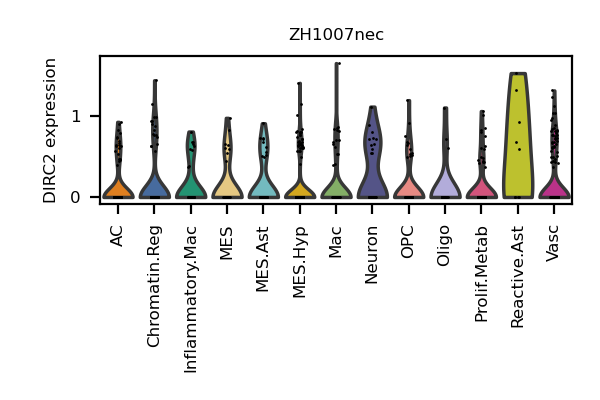 ZH1007nec
DIRC2 expression
1
0
AC
Chromatin.Reg
Inflammatory.Mac
MES
MES.Ast
MES.Hyp
Mac
Neuron
OPC
Oligo
Prolif.Metab
Reactive.Ast
Vasc